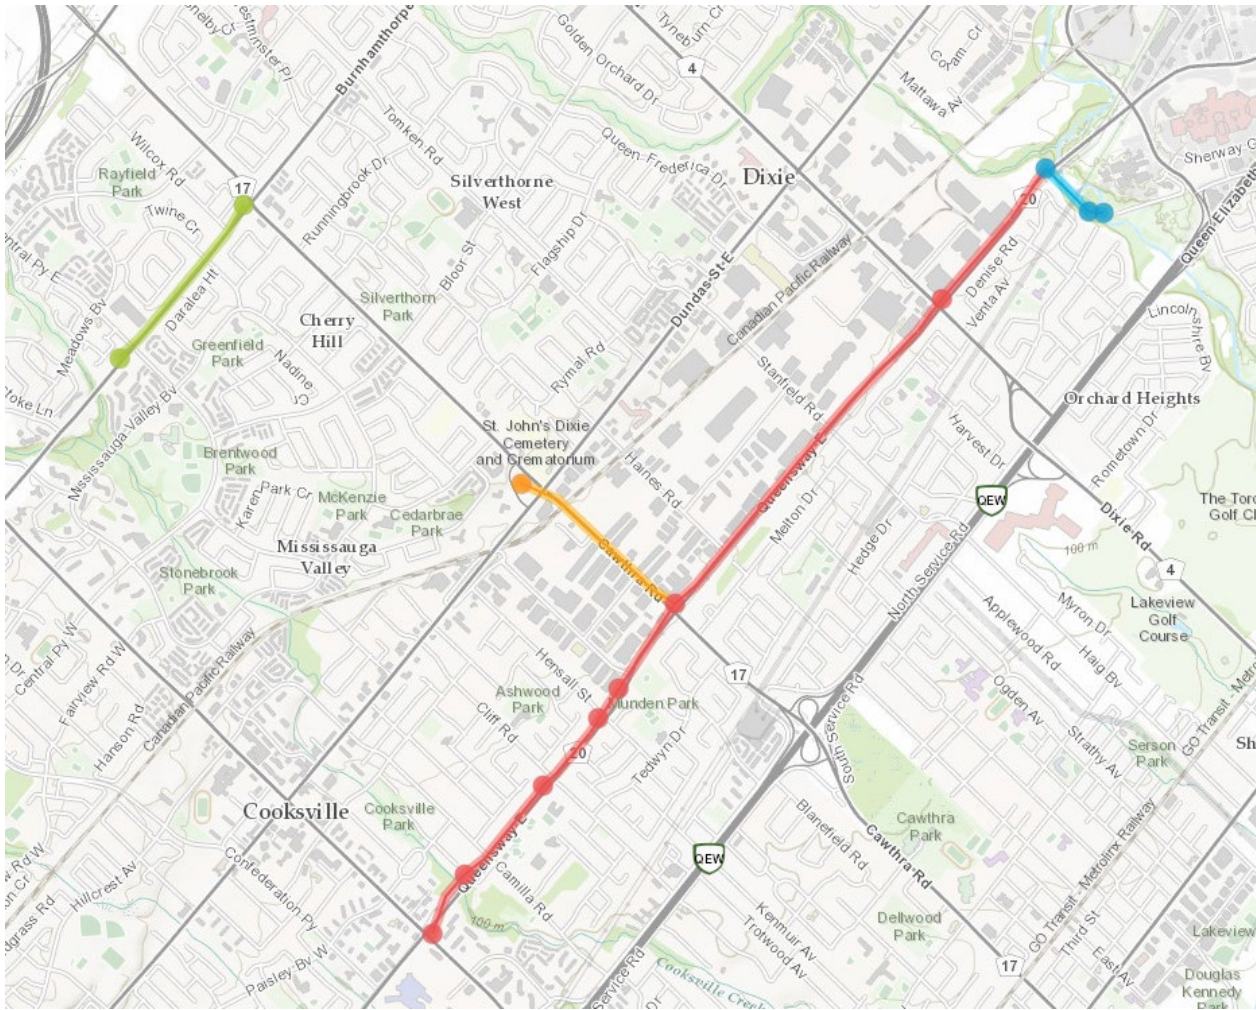 Golden Orchard Dr
4
Mattawa Av
Burnhamthorpe
Wilcox Rd
Tomken Rd
Queen Frederica Dr
Sherway G
Rayfield
Park
17
Silverthorne
West
Dixie
20
Twine Cr
Runningbrook Dr
Flagship Dr
Bloor St
Denise Rd
Venta Av
Queen Elizabeth
Dundas St E
Canadian Pacific Railway
Daralea Ht
Meadows Bv
Silverthorn
Park
Cherry
Hill
Greenfield
Park
Nadine
Cr
Rymal Rd
Stanfield Rd
Orchard Heights
Mississauga Valley Bv
St. John's Dixie
Cemetery
and Crematorium
Harvest Dr
Rometown Dr
Brentwood
Park
Park Cr
Karen
McKenzie
Park
Cedarbrae
Park
Haines Rd
Queensway E
Melton Dr
QEW
Dixie Rd
100 m
Mississauga
Valley
Hedge Dr
North Service Rd
4
Stonebrook
Park
Cawthra Rd
Applewood Rd
Myron Dr
Haig Bv
Lakeview
Golf
Course
Central Py W
Fairview Rd W
Hanson Rd
Canadian Pacific Railway
Hensall St
17
Ashwood
Park
Cliff Rd
20
Tedwyn Dr
South Service Rd
Ogden Av
Strathy Av
Serson
Park
Cooksville
Cooksville
Park
QEW
Blanefield Rd
Cawthra
Park
Cawthra Rd
GO Transit - Metrolinx Railway
Hillcrest Av
Confederation Py
Queensway E
Camilla Rd
100 m
Kenmuir Av
Trotwood Av
Dellwood
Park
Third St
East Av
17
Lakeview
Paisley Bv W
Service Rd
Cooksville Creek
Douglas
Kennedy
Park